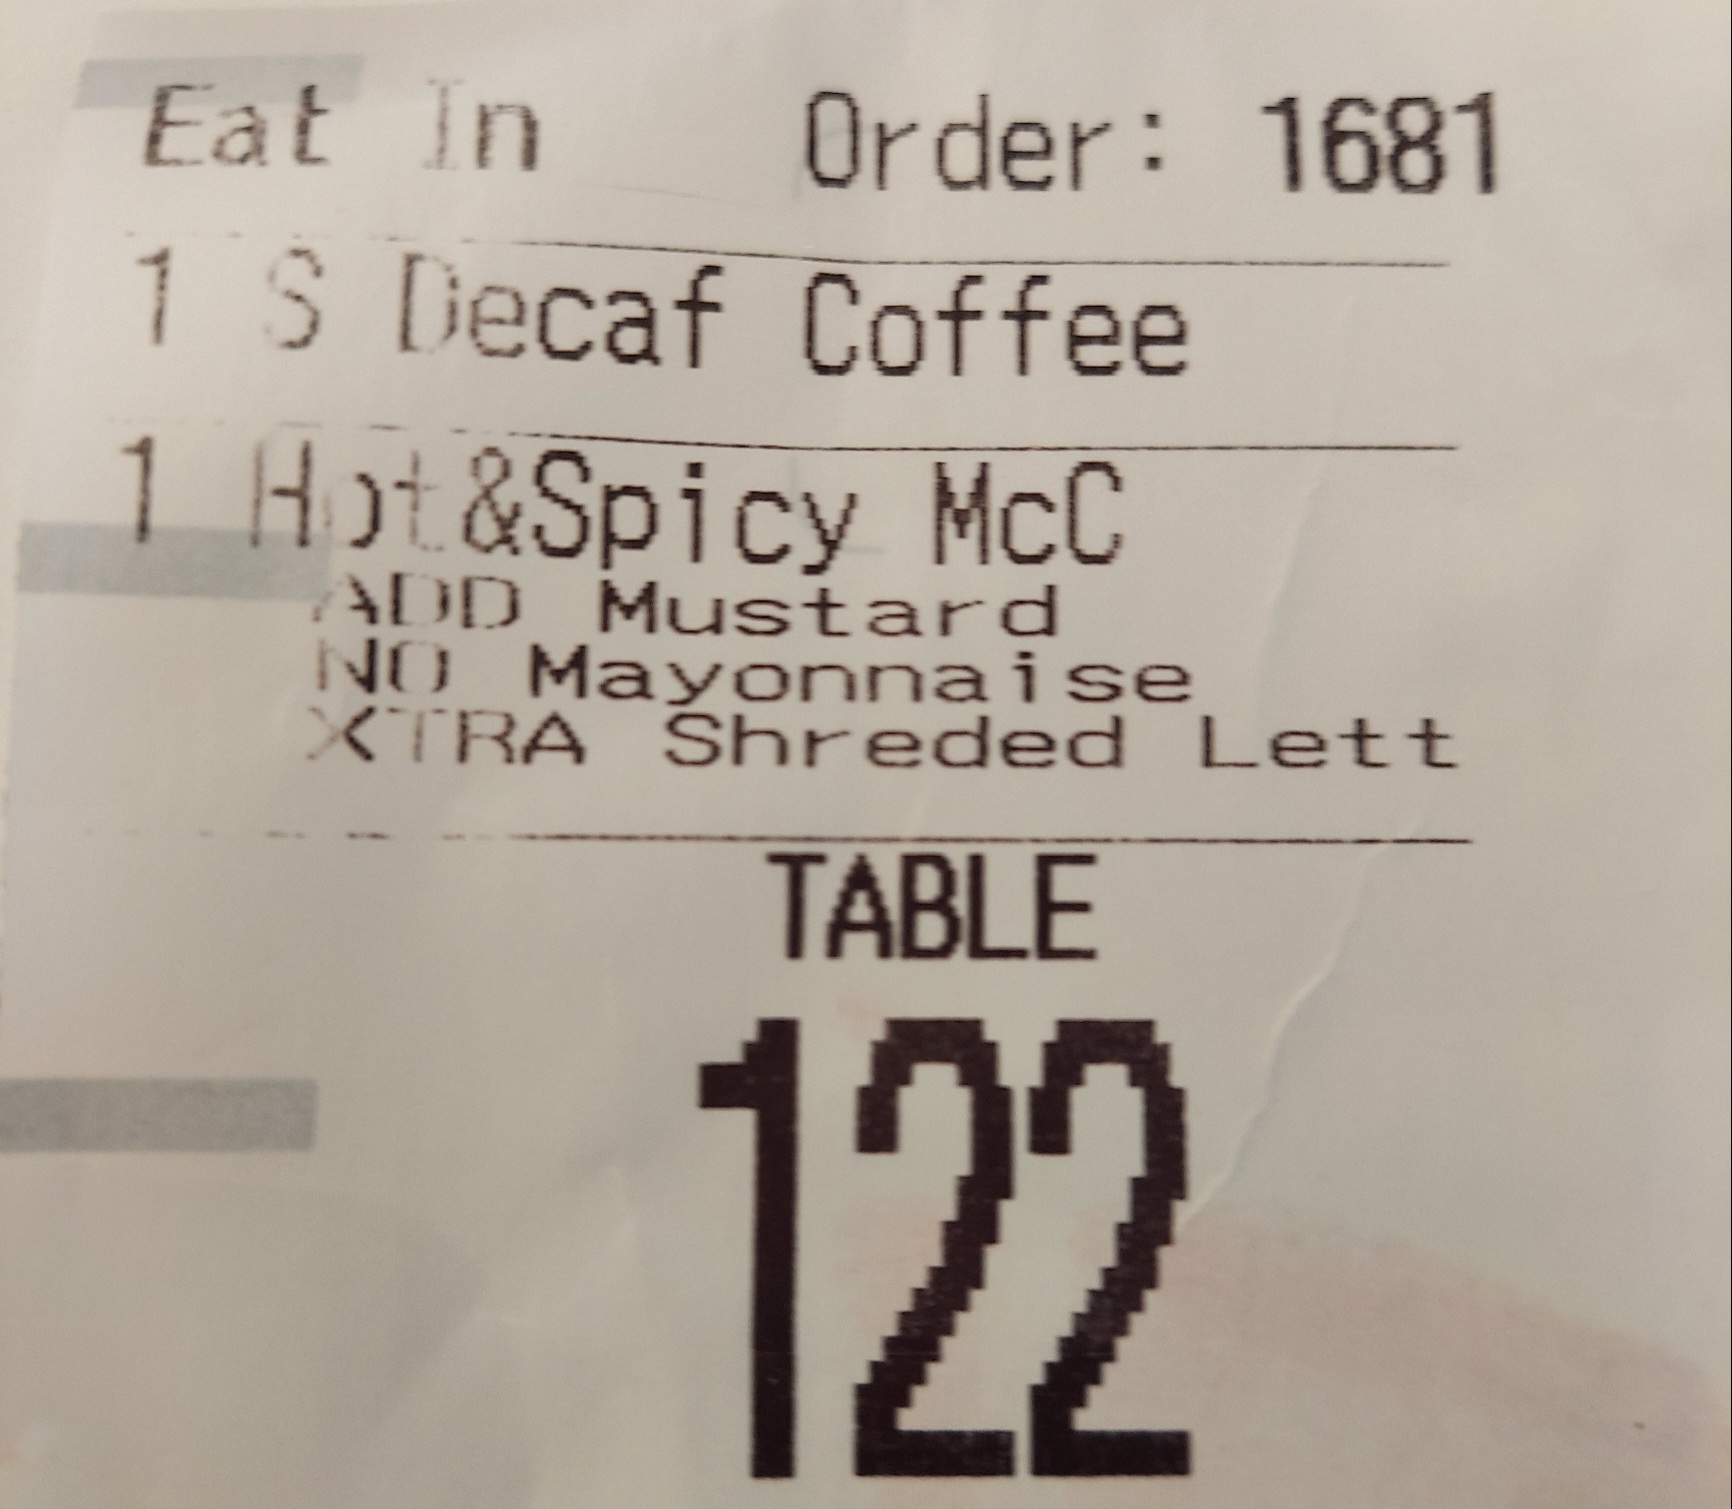 Eat In Order: 1681
1 S Decaf Coffee
1 Hot&Spicy McC
ADD Mustard
NO Mayonnaise
XTRA Shreded Lett
TABLE
122